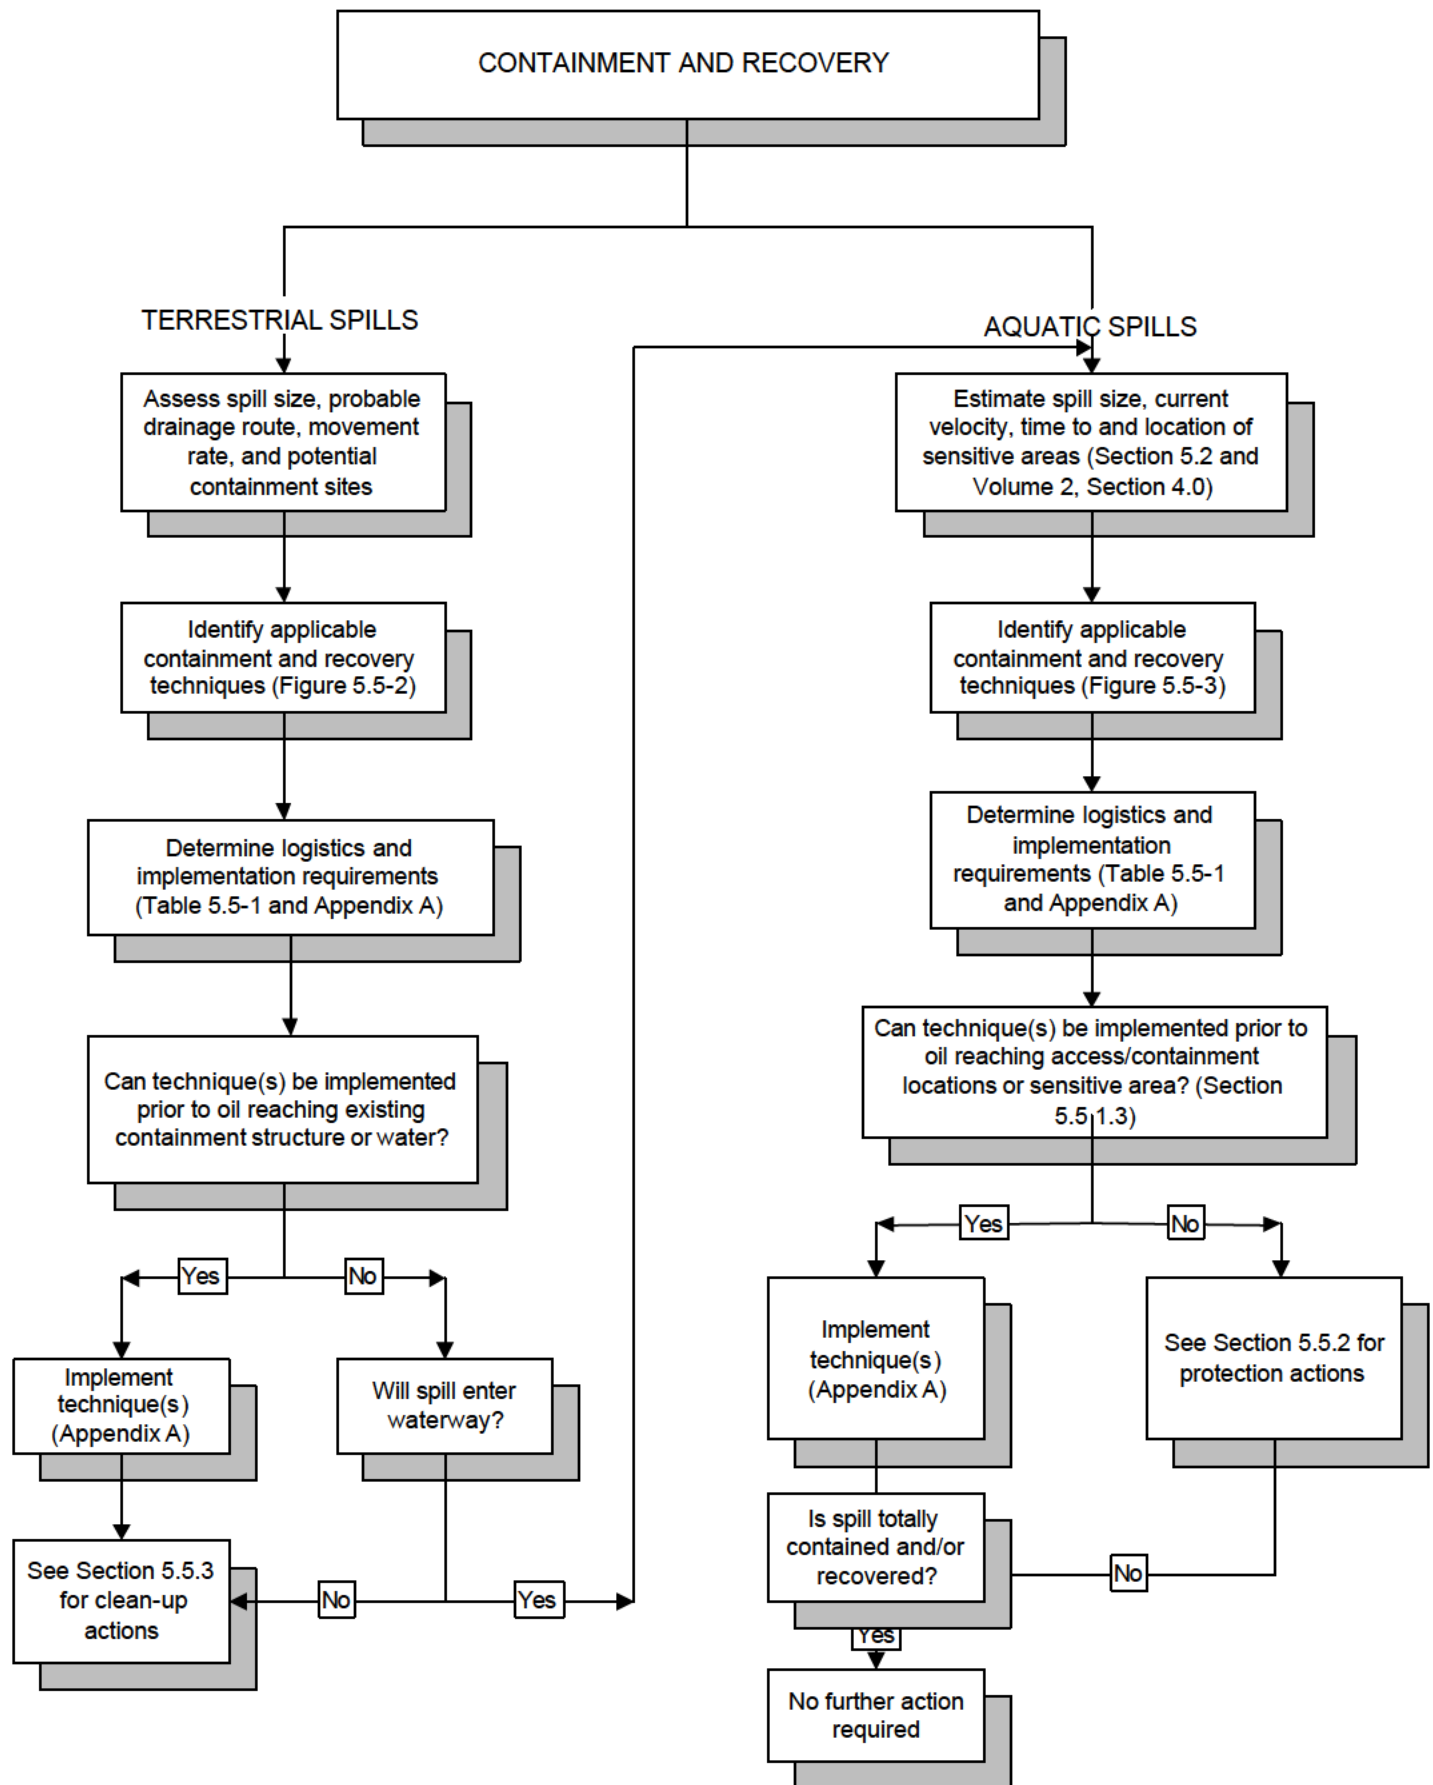 CONTAINMENT AND RECOVERY
TERRESTRIAL SPILLS
Assess spill size, probable
drainage route, movement
rate, and potential
containment sites
Identify applicable
containment and recovery
techniques (Figure 5.5-2)
Determine logistics and
implementation requirements
(Table 5.5-1 and Appendix A)
Can technique(s) be implemented
prior to oil reaching existing
containment structure or water?
Yes
No
Implement
technique(s)
(Appendix A)
Will spill enter
waterway?
See Section 5.5.3
for clean-up
actions
No
Yes
AQUATIC SPILLS
Estimate spill size, current
velocity, time to and location of
sensitive areas (Section 5.2 and
Volume 2, Section 4.0)
Identify applicable
containment and recovery
techniques (Figure 5.5-3)
Determine logistics and
implementation
requirements (Table 5.5-1
and Appendix A)
Can technique(s) be implemented prior to
oil reaching access/containment
locations or sensitive area? (Section
5.5.1.3)
Yes
No
Implement
technique(s)
(Appendix A)
See Section 5.5.2 for
protection actions
Is spill totally
contained and/or
recovered?
No
Yes
No further action
required